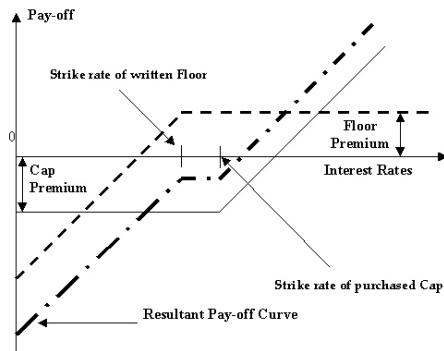 Pay-off
Strike rate of written Floor
0
Floor
Premium
Cap
Premium
Interest Rates
Strike rate of purchased Cap
Resultant Pay-off Curve